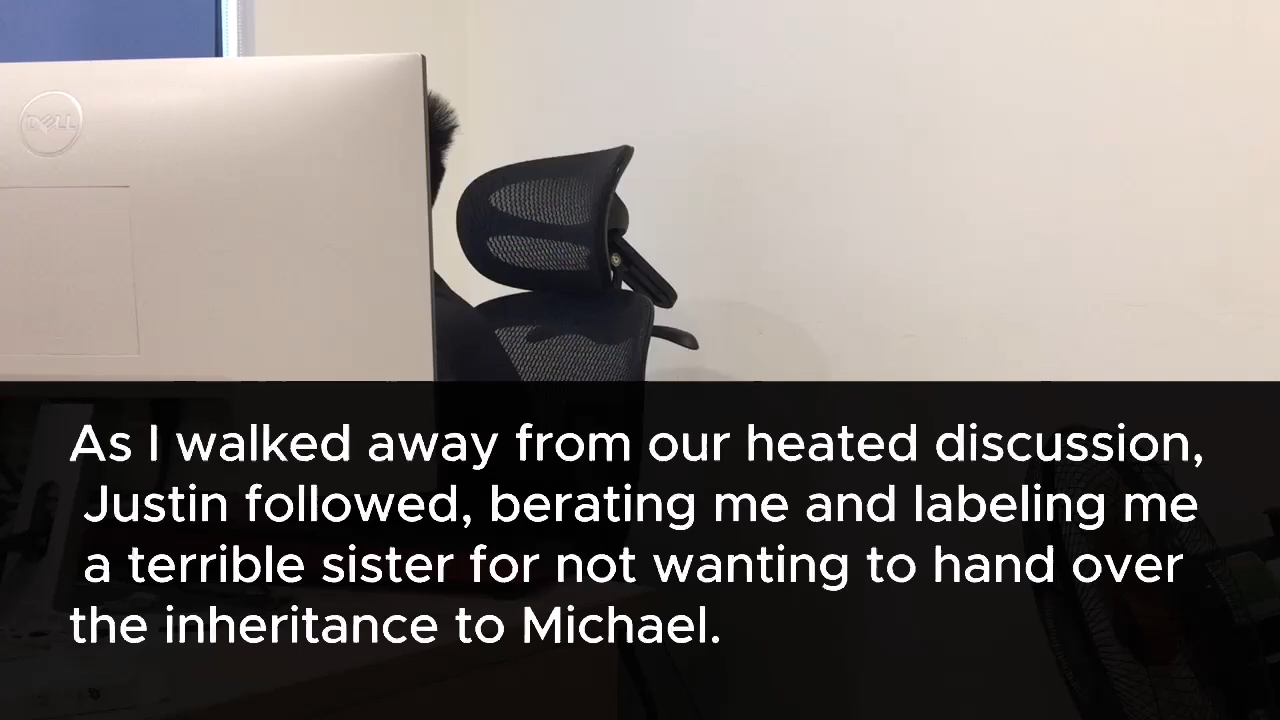 DELL
As I walked away from our heated discussion,
Justin followed, berating me and labeling me
a terrible sister for not wanting to hand over
the inheritance to Michael.